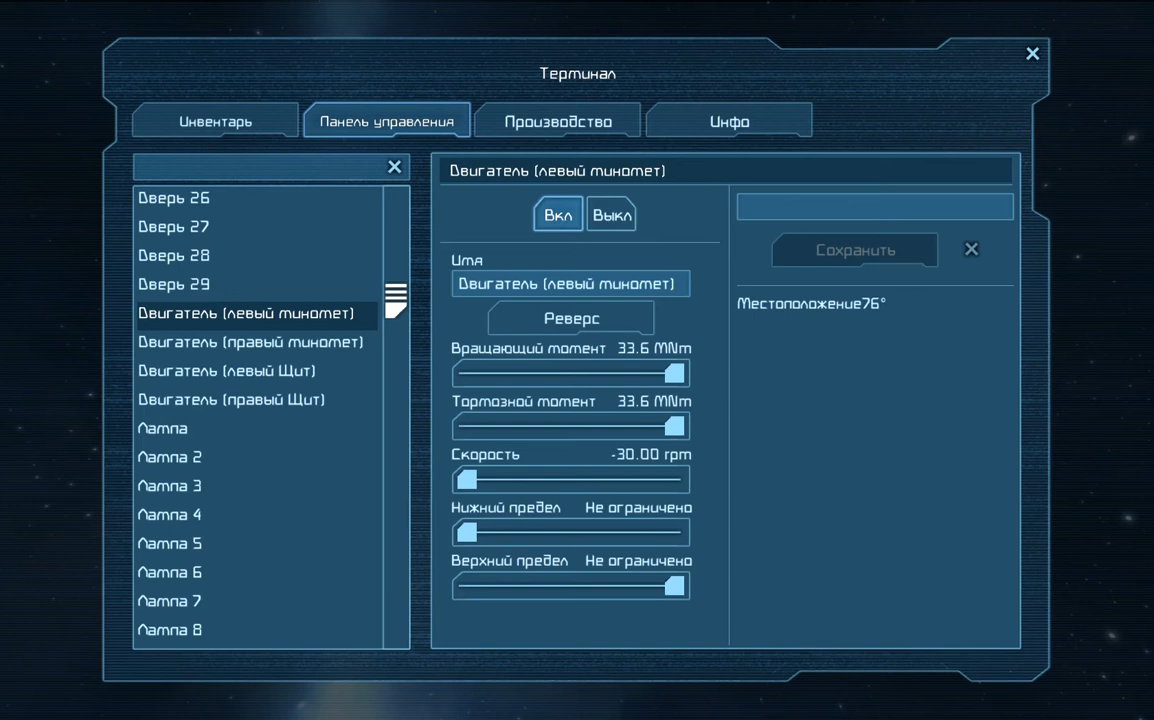 Терминал
Инвентарь
Панель управления
Производство
Инфо
Дверь 26
Дверь 27
Дверь 28
Дверь 29
Двигатель (левый миномет)
Двигатель (правый миномет)
Двигатель (левый Щит)
Двигатель (правый Щит)
Лампа
Лампа 2
Лампа 3
Лампа 4
Лампа 5
Лампа 6
Лампа 7
Лампа 8
Двигатель (левый миномет)
Вкл Выкл
Имя
Двигатель (левый миномет)
Реверс
Вращающий момент 33.6 MNm
Тормозной момент 33.6 MNm
Скорость -30.00 rpm
Нижний предел Не ограничено
Верхний предел Не ограничено
Сохранить
Местоположение76°